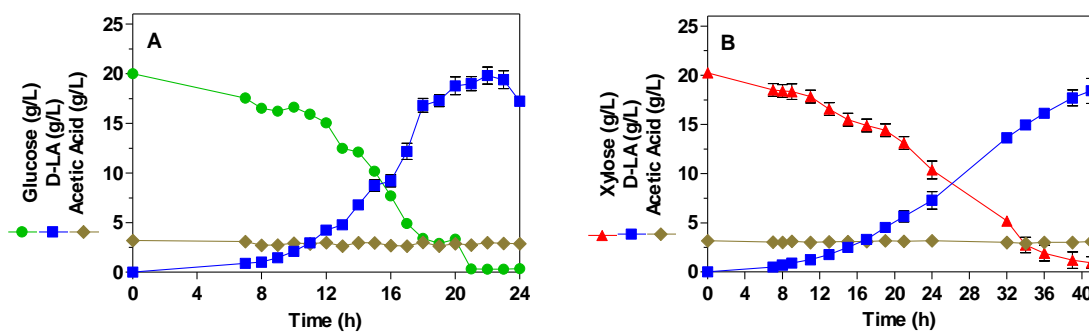 A
25
20
15
10
5
0
0 4 8 12 16 20 24
Time (h)
Glucose (g/L)
D-LA (g/L)
Acetic Acid (g/L)
B
25
20
15
10
5
0
0 4 8 12 16 20 24 28 32 36 40
Time (h)
Xylose (g/L)
D-LA (g/L)
Acetic Acid (g/L)